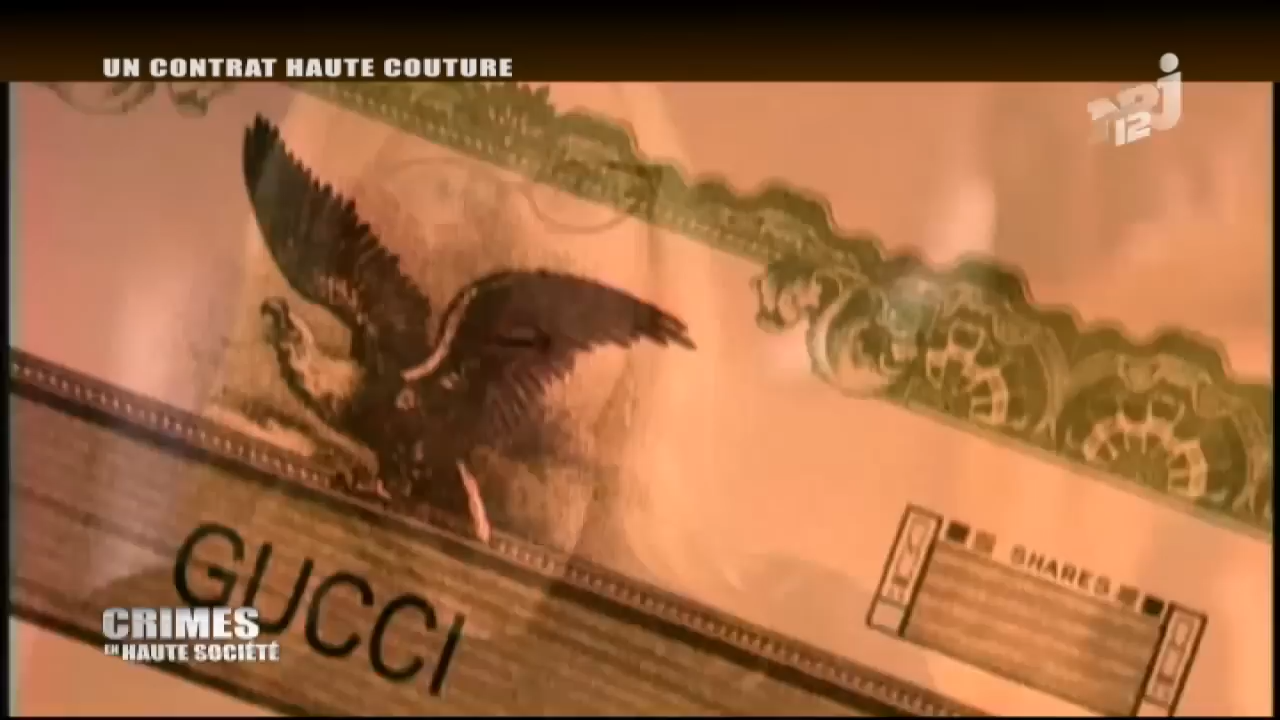 UN CONTRAT HAUTE COUTURE
NRJ
12
SHARES
GUCCI
CRIMES
EN HAUTE SOCIÉTÉ